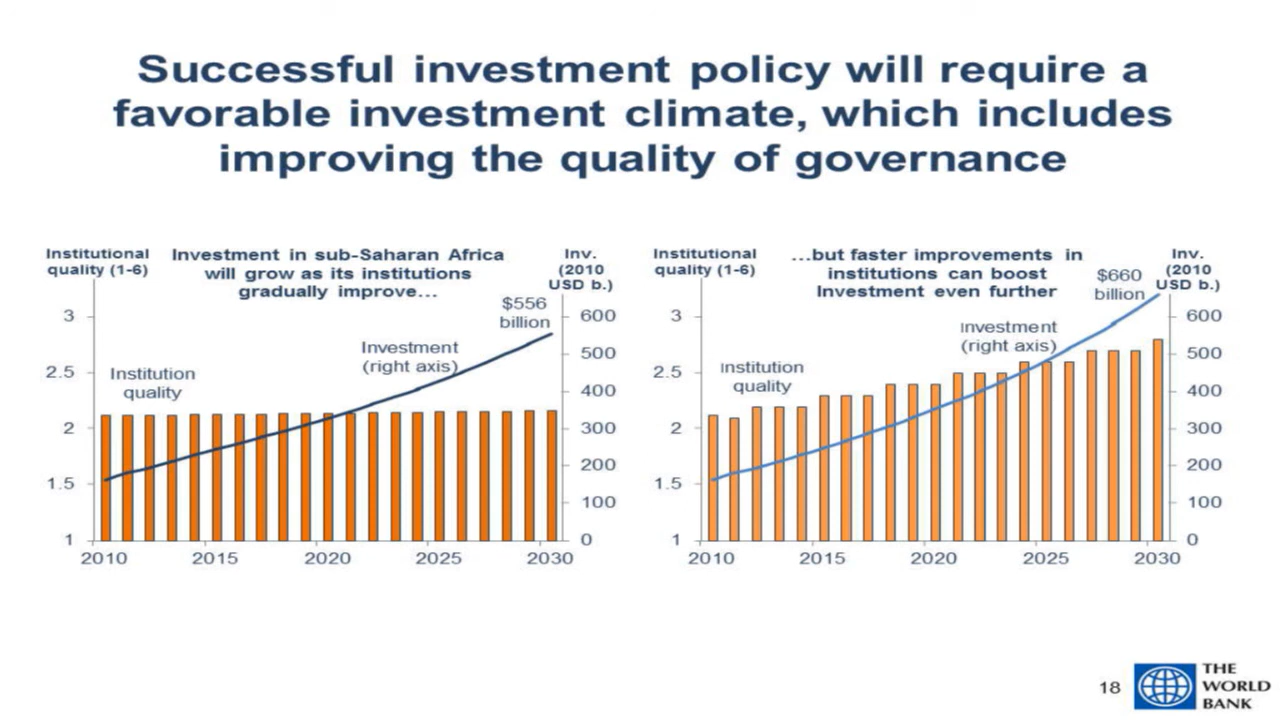 Successful investment policy will require a
favorable investment climate, which includes
improving the quality of governance
Institutional
quality (1-6)
Investment in sub-Saharan Africa
will grow as its institutions
gradually improve…
Inv.
(2010
USD b.)
$556
billion
Investment
(right axis)
Institution
quality
3
2.5
2
1.5
1
600
500
400
300
200
100
0
2010
2015
2020
2025
2030
Institutional
quality (1-6)
…but faster improvements in
institutions can boost
Investment even further
Inv.
(2010
USD b.)
$660
billion
Investment
(right axis)
Institution
quality
3
2.5
2
1.5
1
600
500
400
300
200
100
0
2010
2015
2020
2025
2030
18
THE
WORLD
BANK